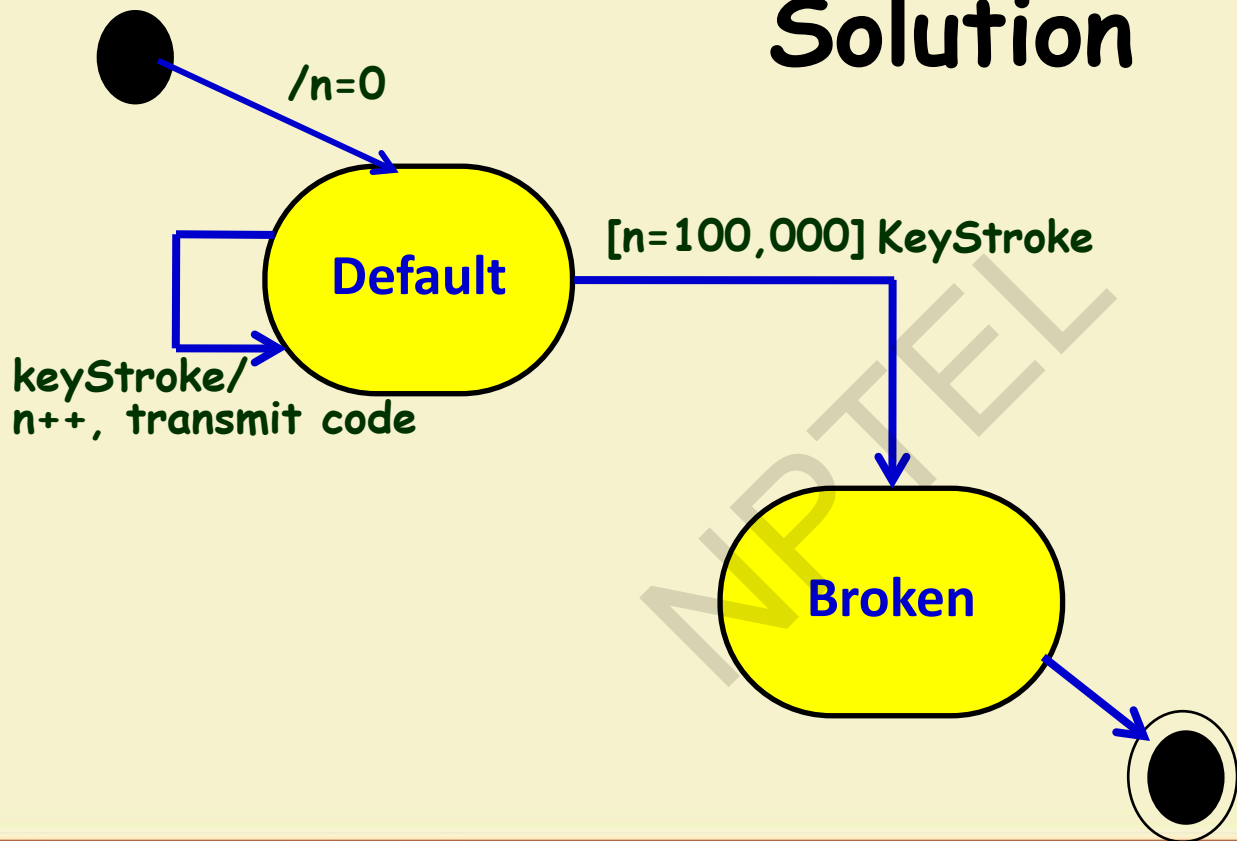 Solution
/n=0
[n=100,000] KeyStroke
Default
keyStroke/
n++, transmit code
Broken
NPTEL